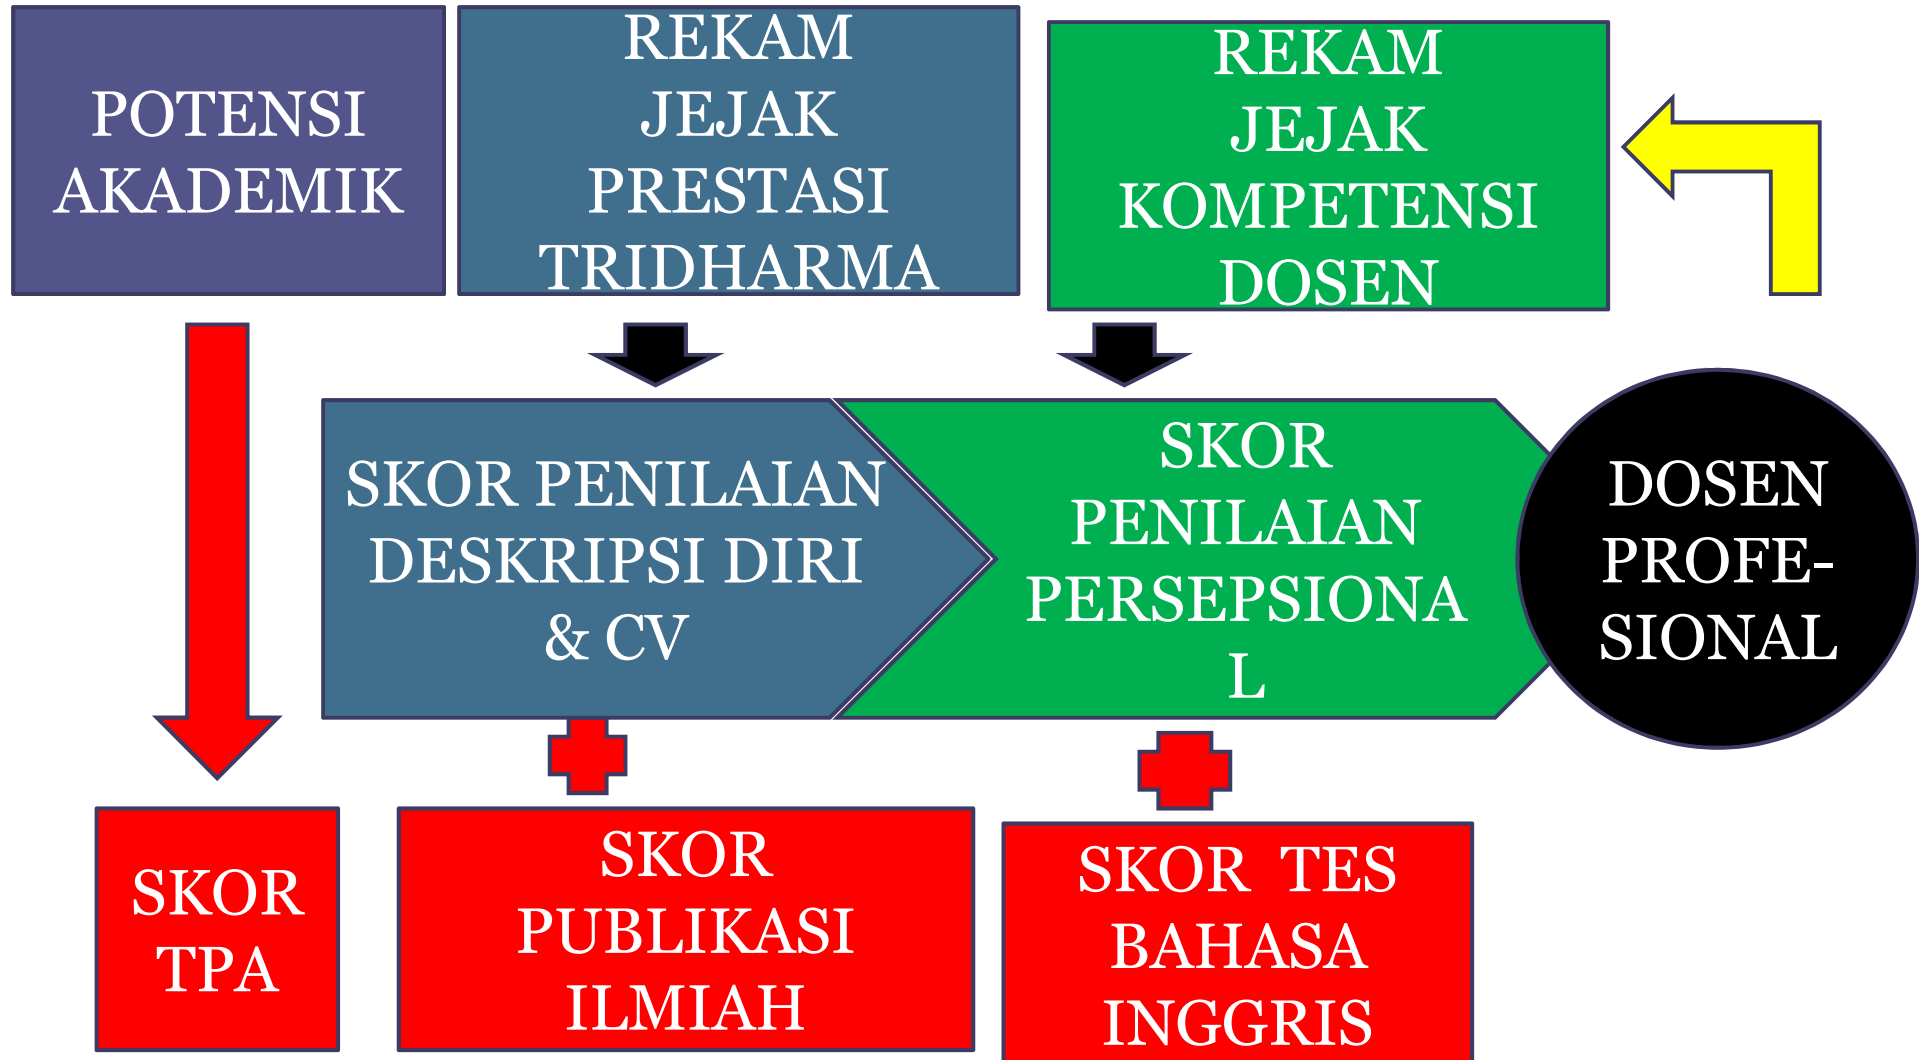 POTENSI
AKADEMIK
REKAM
JEJAK
PRESTASI
TRIDHARMA
REKAM
JEJAK
KOMPETENSI
DOSEN
SKOR PENILAIAN
DESKRIPSI DIRI
& CV
SKOR
PENILAIAN
PERSEPSIONA
L
DOSEN
PROFE-
SIONAL
SKOR
TPA
SKOR
PUBLIKASI
ILMIAH
SKOR TES
BAHASA
INGGRIS